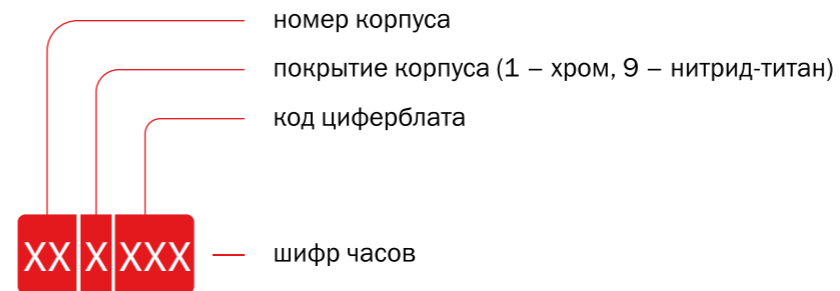 номер корпуса
покрытие корпуса (1 – хром, 9 – нитрид-титан)
код циферблата
XX X XXX
шифр часов